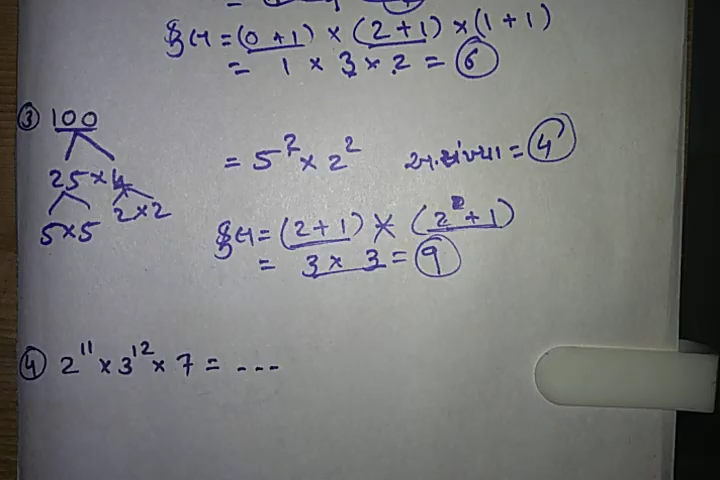 કુલ = (0+1) × (2+1) × (1+1)
= 1 × 3 × 2 = 6
③ 100
25×4
5×5 2×2
= 5² × 2² અ.સંખ્યા = 4
કુલ = (2+1) × (2+1)
= 3 × 3 = 9
④ 2¹¹ × 3¹² × 7 = ---